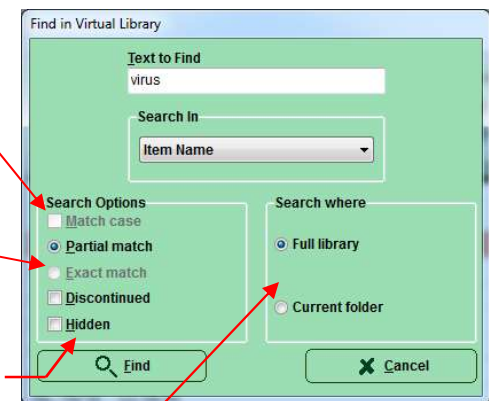 Find in Virtual Library
Text to Find
virus
Search In
Item Name
Search Options
Match case
Partial match
Exact match
Discontinued
Hidden
Search where
Full library
Current folder
Find
Cancel